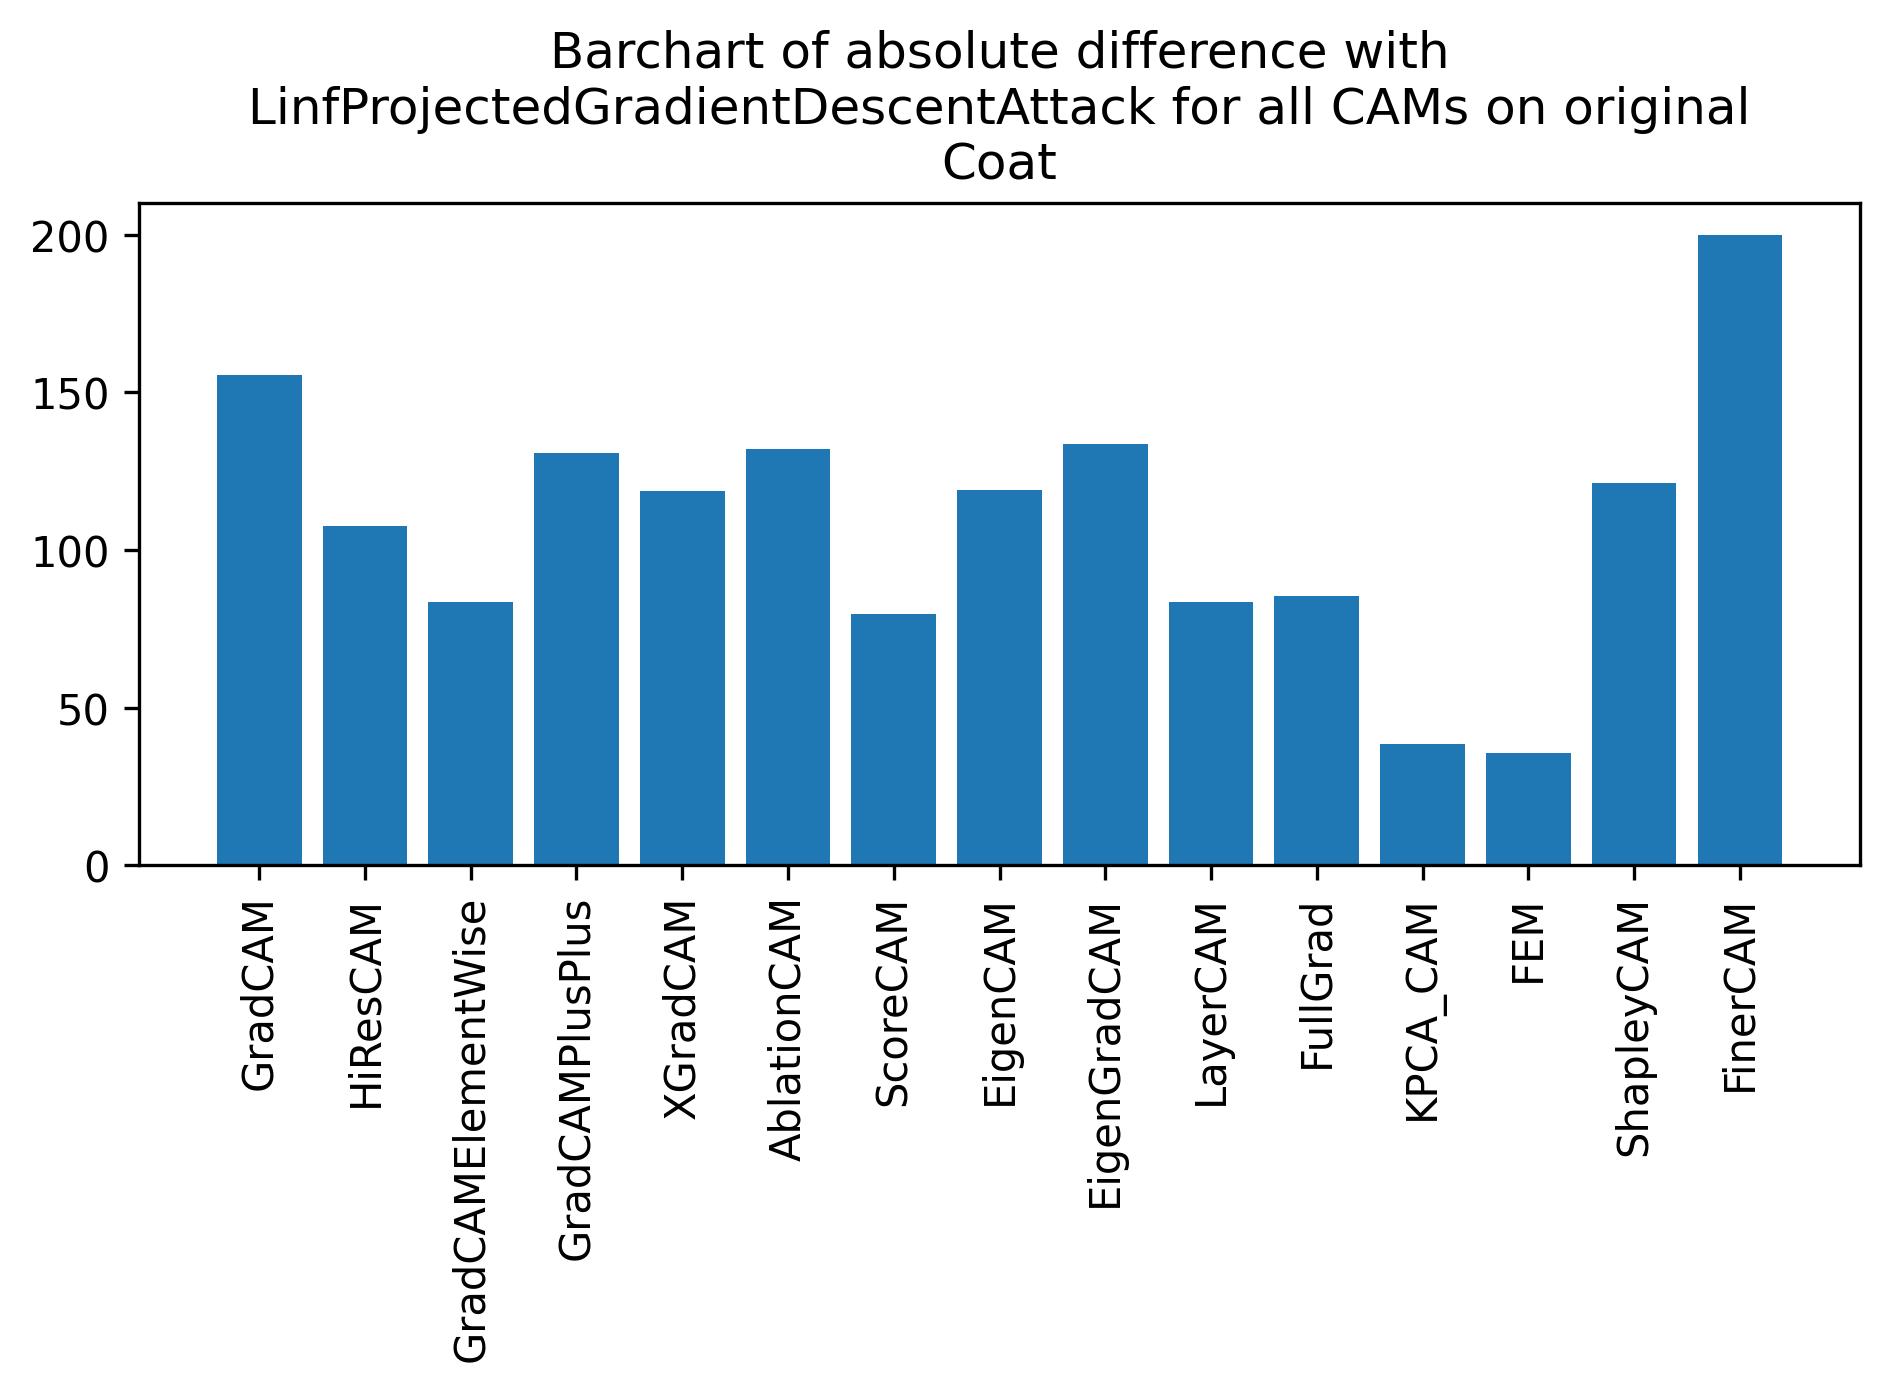 Barchart of absolute difference with
LinfProjectedGradientDescentAttack for all CAMs on original
Coat
200
150
100
50
0
GradCAM
HiResCAM
GradCAMElementWise
GradCAMPlusPlus
XGradCAM
AblationCAM
ScoreCAM
EigenCAM
EigenGradCAM
LayerCAM
FullGrad
KPCA_CAM
FEM
ShapleyCAM
FinerCAM